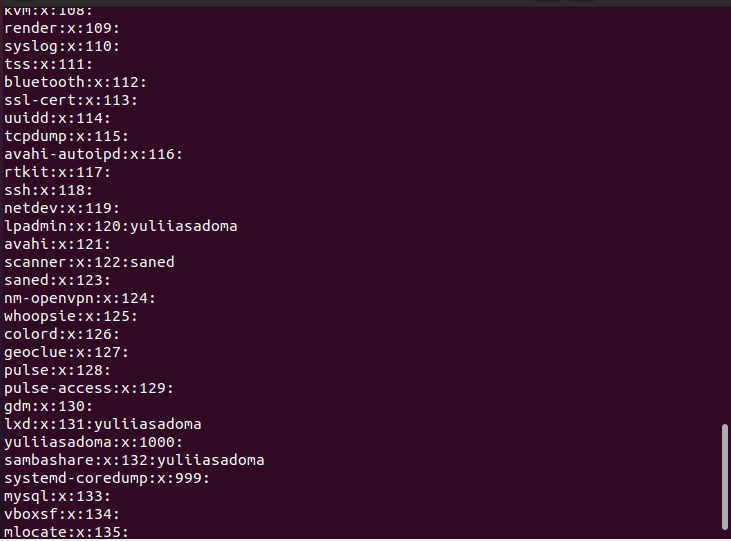 kvm:x:108:
render:x:109:
syslog:x:110:
tss:x:111:
bluetooth:x:112:
ssl-cert:x:113:
uuidd:x:114:
tcpdump:x:115:
avahi-autoipd:x:116:
rtkit:x:117:
ssh:x:118:
netdev:x:119:
lpadmin:x:120:yuliiasadoma
avahi:x:121:
scanner:x:122:saned
saned:x:123:
nm-openvpn:x:124:
whoopsie:x:125:
colord:x:126:
geoclue:x:127:
pulse:x:128:
pulse-access:x:129:
gdm:x:130:
lxd:x:131:yuliiasadoma
yuliiasadoma:x:1000:
sambashare:x:132:yuliiasadoma
systemd-coredump:x:999:
mysql:x:133:
vboxsf:x:134:
mlocate:x:135: